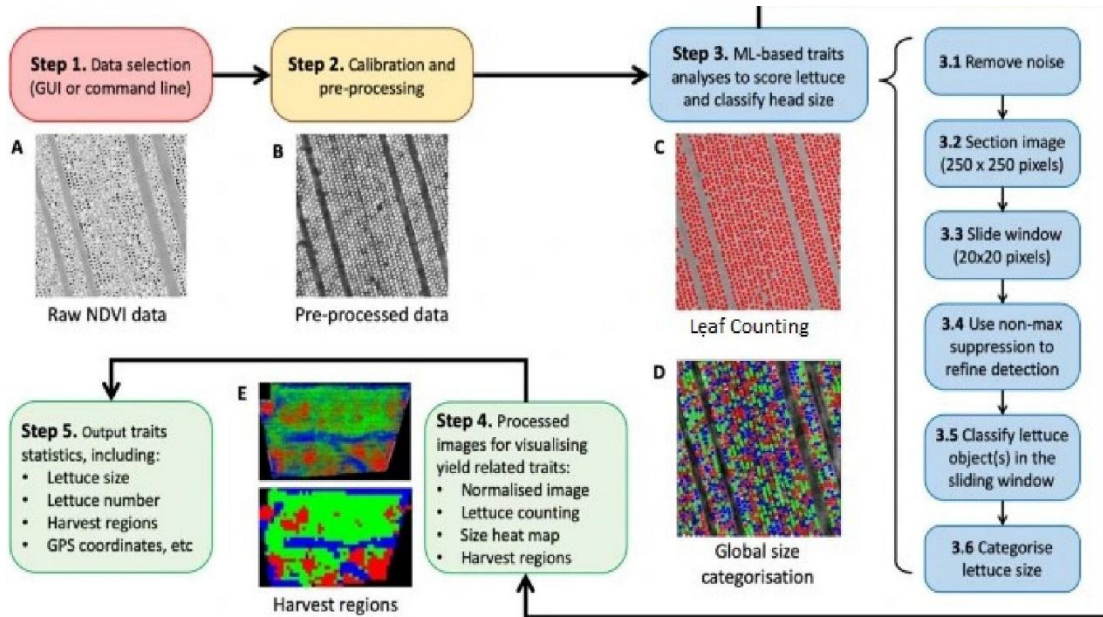 Step 1. Data selection
(GUI or command line)
Step 2. Calibration and
pre-processing
Step 3. ML-based traits
analyses to score lettuce
and classify head size
A
Raw NDVI data
B
Pre-processed data
C
Leaf Counting
D
Global size
categorisation
3.1 Remove noise
3.2 Section image
(250 x 250 pixels)
3.3 Slide window
(20x20 pixels)
3.4 Use non-max
suppression to
refine detection
3.5 Classify lettuce
object(s) in the
sliding window
3.6 Categorise
lettuce size
Step 4. Processed
images for visualising
yield related traits:
• Normalised image
• Lettuce counting
• Size heat map
• Harvest regions
E
Harvest regions
Step 5. Output traits
statistics, including:
• Lettuce size
• Lettuce number
• Harvest regions
• GPS coordinates, etc